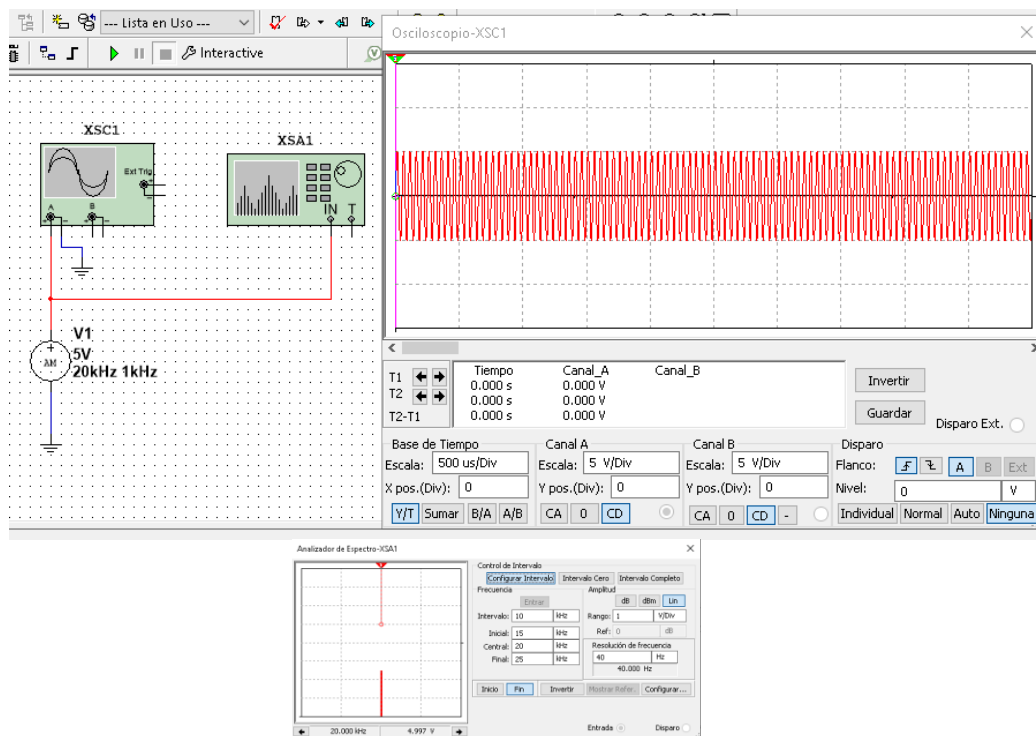 --- Lista en Uso ---
Interactive
V
Osciloscopio-XSC1
XSC1
Ext Trig
A
B
XSA1
IN T
V1
5V
20kHz 1kHz
AM
Tiempo Canal_A Canal_B
T1 0.000 s 0.000 V
T2 0.000 s 0.000 V
T2-T1 0.000 s 0.000 V
Invertir
Guardar
Disparo Ext.
Base de Tiempo
Escala: 500 us/Div
X pos.(Div): 0
Y/T Sumar B/A A/B
Canal A
Escala: 5 V/Div
Y pos.(Div): 0
CA 0 CD
Canal B
Escala: 5 V/Div
Y pos.(Div): 0
CA 0 CD -
Disparo
Flanco: A B Ext
Nivel: 0 V
Individual Normal Auto Ninguna
Analizador de Espectro-XSA1
20.000 kHz 4.997 V
Control de Intervalo
Configurar Intervalo Intervalo Cero Intervalo Completo
Frecuencia
Entrar
Intervalo: 10 kHz
Inicial: 15 kHz
Central: 20 kHz
Final: 25 kHz
Amplitud
dB dBm Lin
Rango: 1 V/Div
Ref: 0 dB
Resolución de frecuencia
40 Hz
40.000 Hz
Inicio Fin Invertir Mostrar Refer. Configurar...
Entrada Disparo